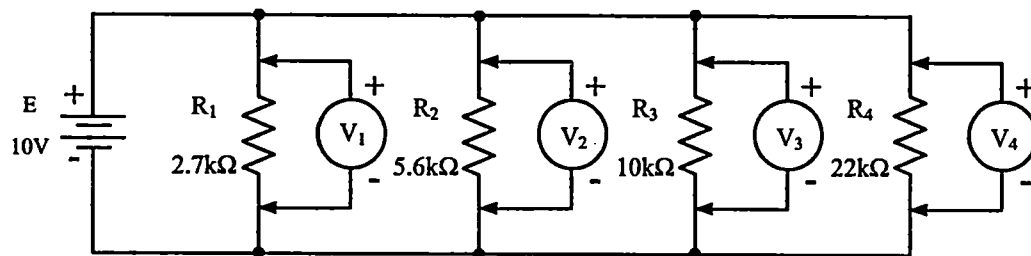 E
+
10V
-
R₁
2.7kΩ
+
V₁
-
R₂
5.6kΩ
+
V₂
-
R₃
10kΩ
+
V₃
-
R₄
22kΩ
+
V₄
-